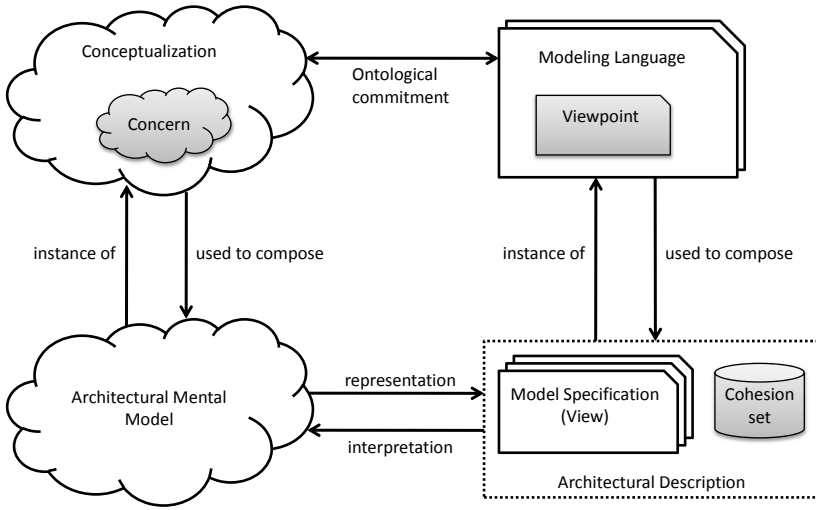 Conceptualization
Concern
Ontological
commitment
Modeling Language
Viewpoint
instance of
used to compose
instance of
used to compose
Architectural Mental
Model
representation
interpretation
Model Specification
(View)
Cohesion
set
Architectural Description